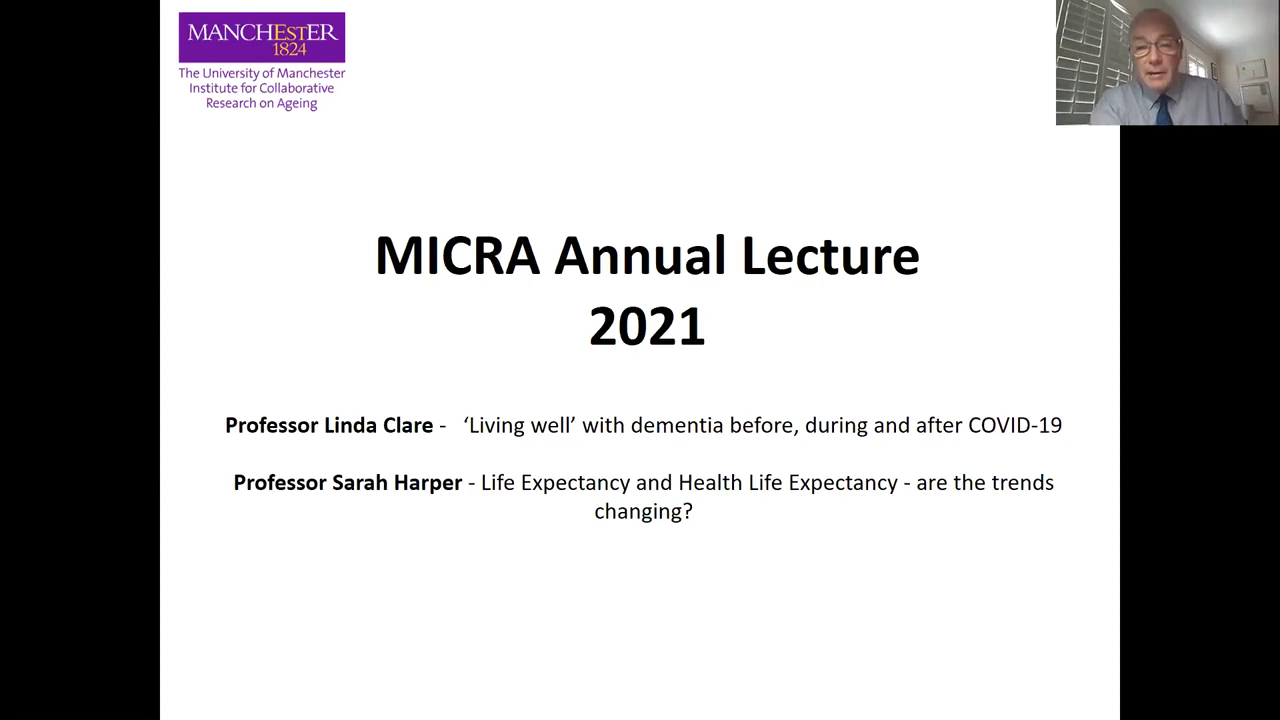 MANCHESTER
1824
The University of Manchester
Institute for Collaborative
Research on Ageing
MICRA Annual Lecture
2021
Professor Linda Clare - ‘Living well’ with dementia before, during and after COVID-19
Professor Sarah Harper - Life Expectancy and Health Life Expectancy - are the trends
changing?